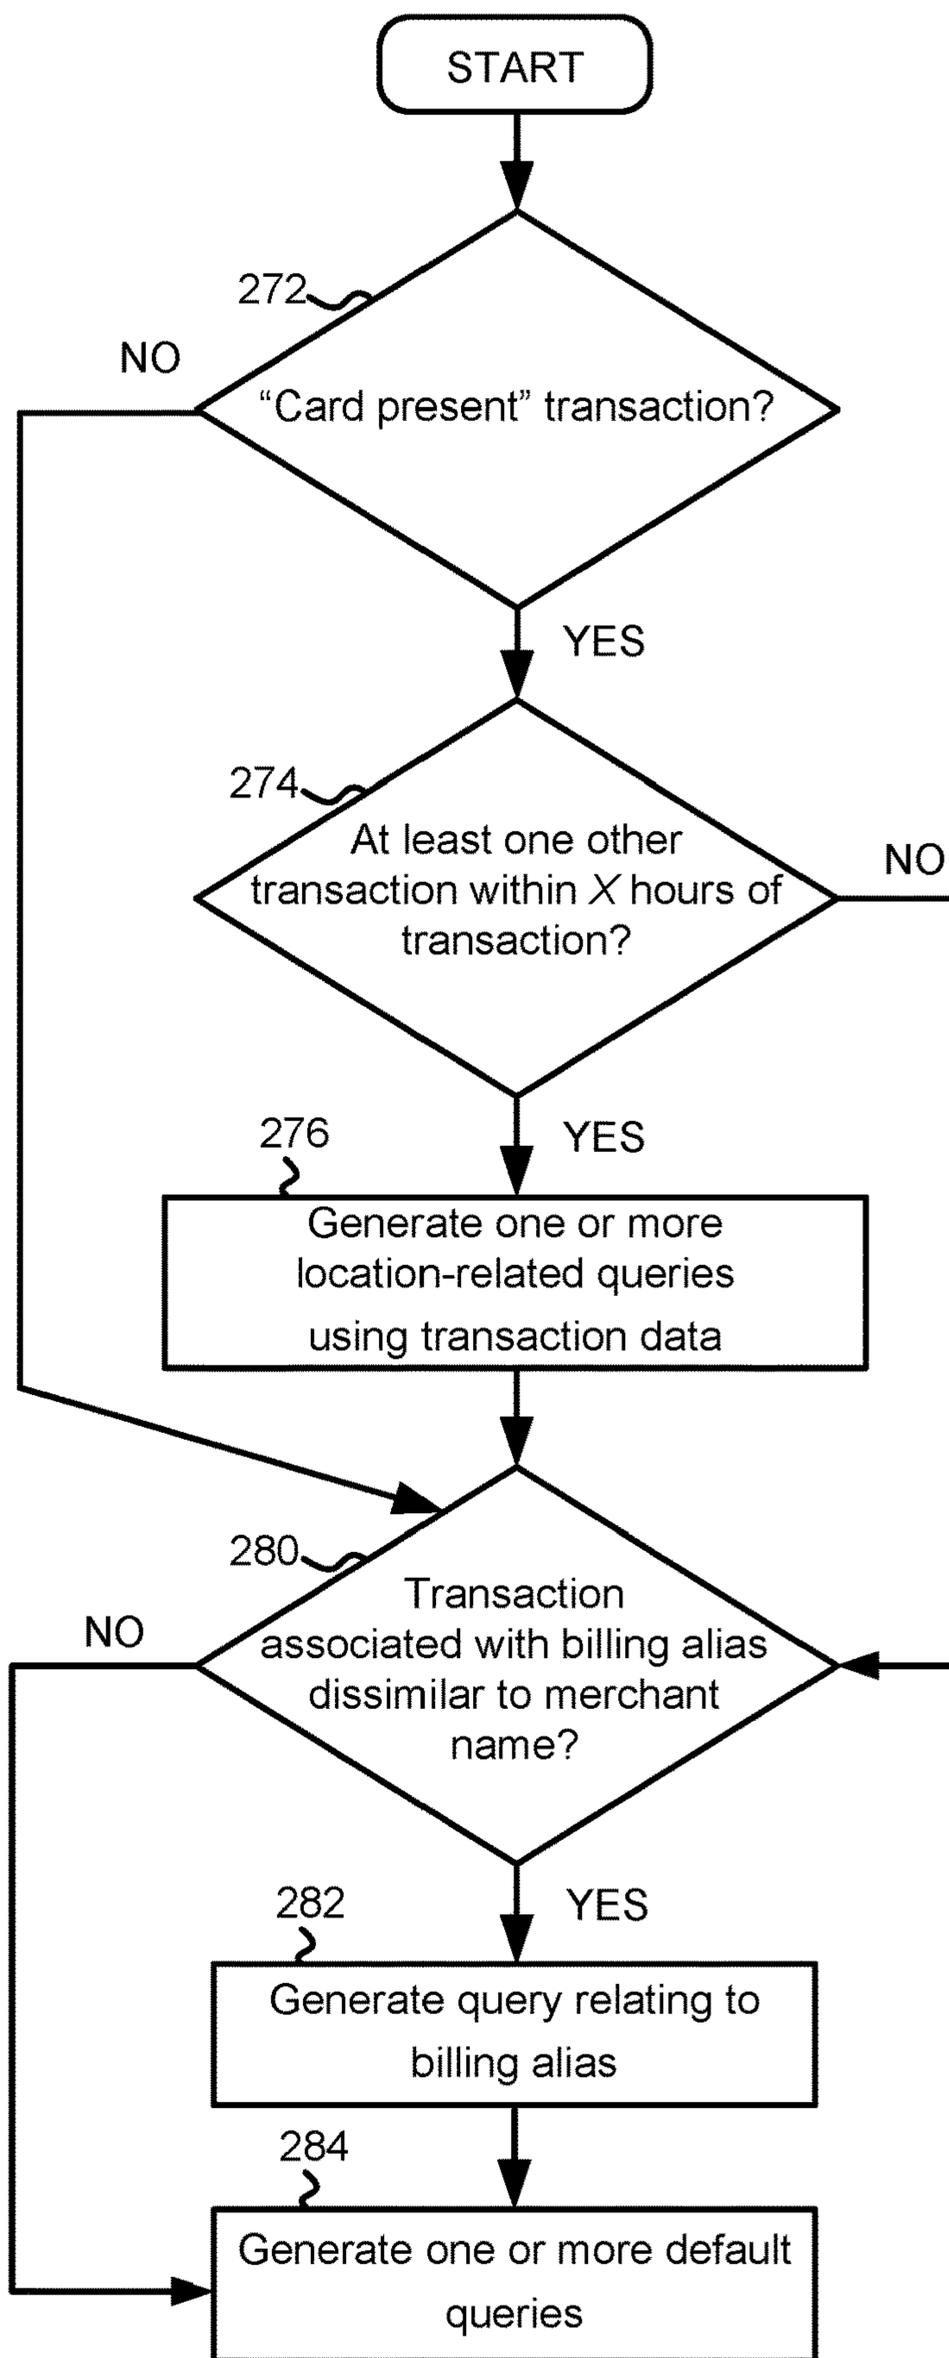 START
272
NO
“Card present” transaction?
YES
274
At least one other
transaction within X hours of
transaction?
NO
YES
276
Generate one or more
location-related queries
using transaction data
280
Transaction
associated with billing alias
dissimilar to merchant
name?
NO
YES
282
Generate query relating to
billing alias
284
Generate one or more default
queries